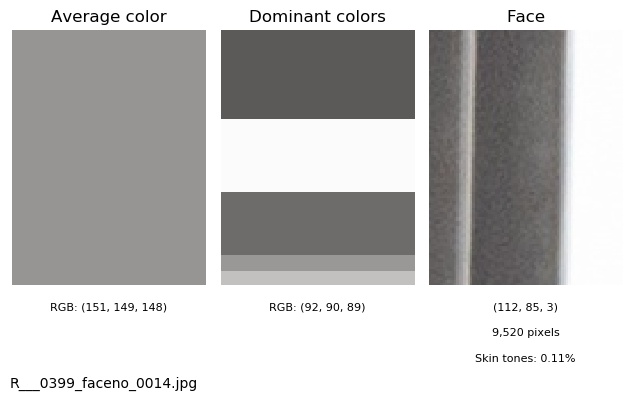 Average color
Dominant colors
Face
RGB: (151, 149, 148)
RGB: (92, 90, 89)
(112, 85, 3)
9,520 pixels
Skin tones: 0.11%
R___0399_faceno_0014.jpg